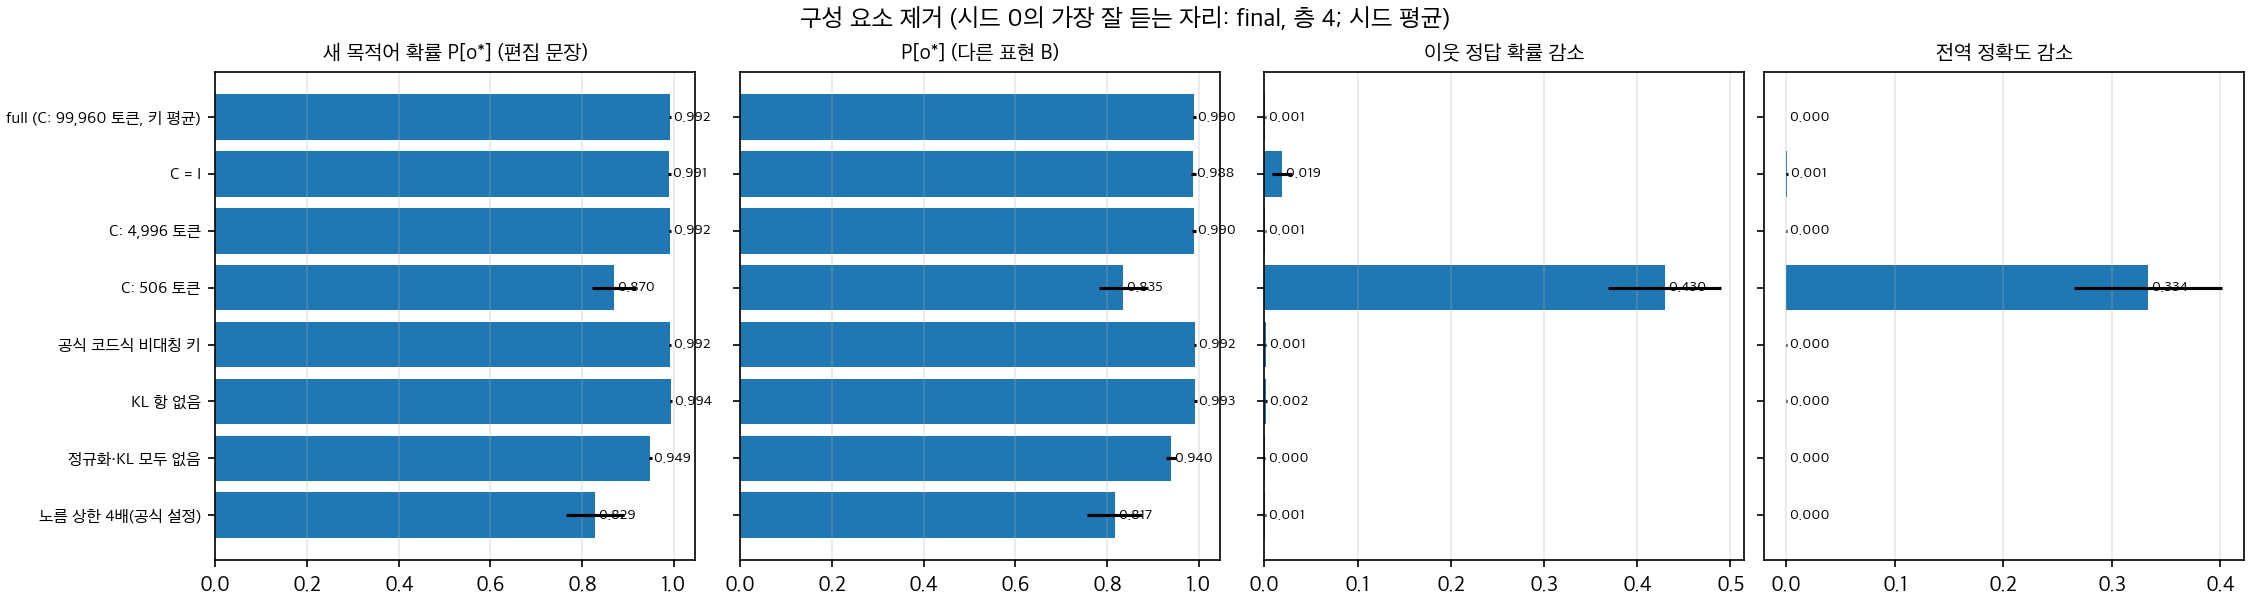 구성 요소 제거 (시드 0의 가장 잘 듣는 자리: final, 층 4; 시드 평균)
새 목적어 확률 P[o*] (편집 문장)
P[o*] (다른 표현 B)
이웃 정답 확률 감소
전역 정확도 감소
full (C: 99,960 토큰, 키 평균)
0.992
0.990
0.001
0.000
C = I
0.991
0.988
0.019
0.001
C: 4,996 토큰
0.992
0.990
0.001
0.000
C: 506 토큰
0.870
0.835
0.430
0.334
공식 코드식 비대칭 키
0.992
0.992
0.001
0.000
KL 항 없음
0.994
0.993
0.002
0.000
정규화·KL 모두 없음
0.949
0.940
0.000
0.000
노름 상한 4배(공식 설정)
0.829
0.817
0.001
0.000
0.0 0.2 0.4 0.6 0.8 1.0
0.0 0.2 0.4 0.6 0.8 1.0
0.0 0.1 0.2 0.3 0.4 0.5
0.0 0.1 0.2 0.3 0.4